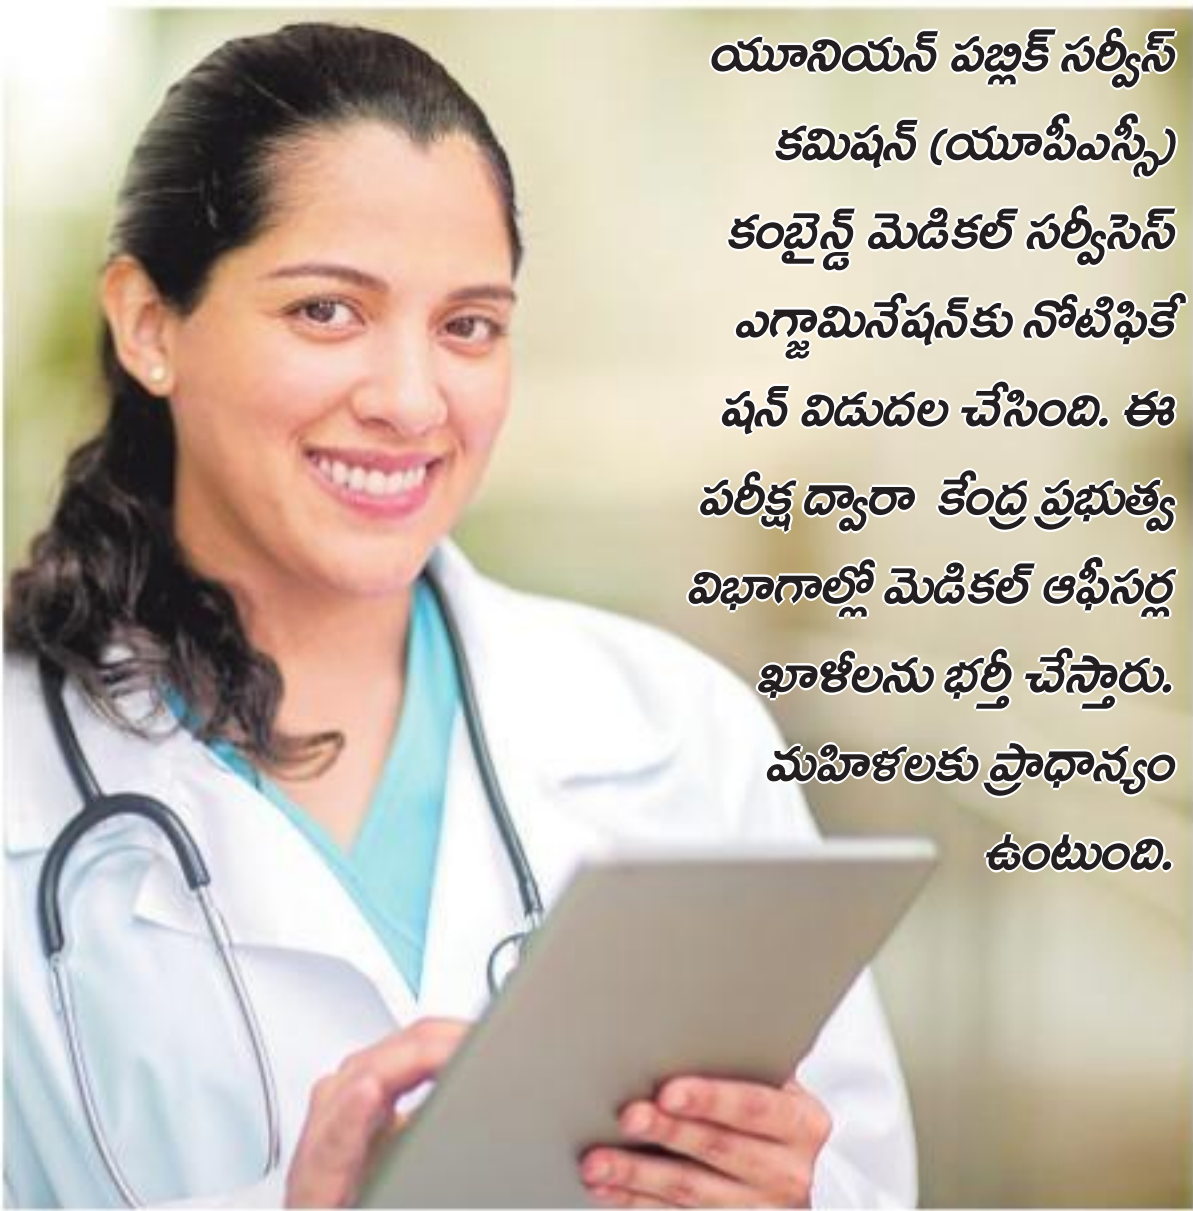 యూనియన్ పబ్లిక్ సర్వీస్
కమిషన్ (యూపీఎస్సీ)
కంబైన్డ్ మెడికల్ సర్వీసెస్
ఎగ్జామినేషన్‌కు నోటిఫికే
షన్ విడుదల చేసింది. ఈ
పరీక్ష ద్వారా కేంద్ర ప్రభుత్వ
విభాగాల్లో మెడికల్ ఆఫీసర్ల
ఖాళీలను భర్తీ చేస్తారు.
మహిళలకు ప్రాధాన్యం
ఉంటుంది.